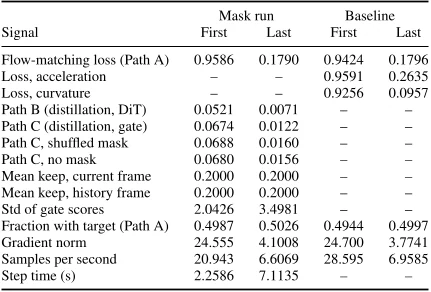 Mask run Baseline
Signal First Last First Last
Flow-matching loss (Path A) 0.9586 0.1790 0.9424 0.1796
Loss, acceleration – – 0.9591 0.2635
Loss, curvature – – 0.9256 0.0957
Path B (distillation, DiT) 0.0521 0.0071 – –
Path C (distillation, gate) 0.0674 0.0122 – –
Path C, shuffled mask 0.0688 0.0160 – –
Path C, no mask 0.0680 0.0156 – –
Mean keep, current frame 0.2000 0.2000 – –
Mean keep, history frame 0.2000 0.2000 – –
Std of gate scores 2.0426 3.4981 – –
Fraction with target (Path A) 0.4987 0.5026 0.4944 0.4997
Gradient norm 24.555 4.1008 24.700 3.7741
Samples per second 20.943 6.6069 28.595 6.9585
Step time (s) 2.2586 7.1135 – –